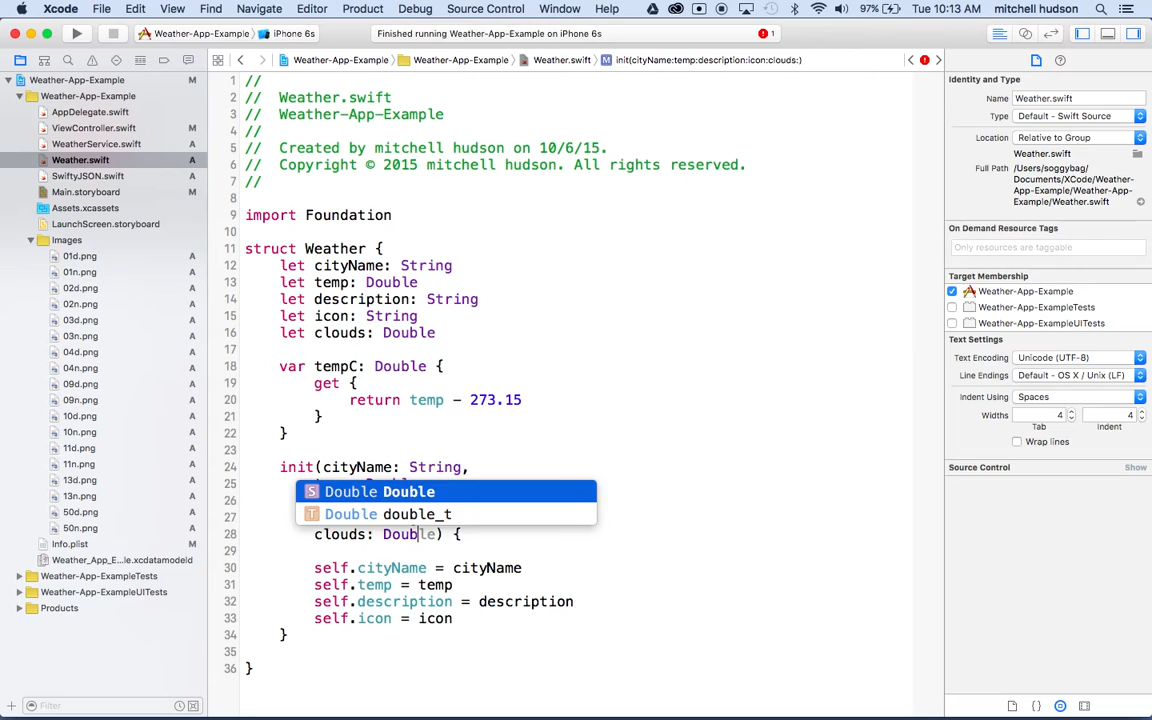 Xcode File Edit View Find Navigate Editor Product Debug Source Control Window Help 97% Tue 10:13 AM mitchell hudson
Weather-App-Example iPhone 6s Finished running Weather-App-Example on iPhone 6s 1
Weather-App-Example Weather-App-Example Weather.swift M init(cityName:temp:description:icon:clouds:)
Weather-App-Example
Weather-App-Example
AppDelegate.swift
ViewController.swift M
WeatherService.swift A
Weather.swift A
SwiftyJSON.swift A
Main.storyboard M
Assets.xcassets
LaunchScreen.storyboard
Images
01d.png A
01n.png A
02d.png A
02n.png A
03d.png A
03n.png A
04d.png A
04n.png A
09d.png A
09n.png A
10d.png A
10n.png A
11d.png A
11n.png A
13d.png A
13n.png A
50d.png A
50n.png A
Info.plist M
Weather_App_E...le.xcdatamodeld
Weather-App-ExampleTests
Weather-App-ExampleUITests
Products
Filter
1 //
2 // Weather.swift
3 // Weather-App-Example
4 //
5 // Created by mitchell hudson on 10/6/15.
6 // Copyright © 2015 mitchell hudson. All rights reserved.
7 //
8
9 import Foundation
10
11 struct Weather {
12 let cityName: String
13 let temp: Double
14 let description: String
15 let icon: String
16 let clouds: Double
17
18 var tempC: Double {
19 get {
20 return temp - 273.15
21 }
22 }
23
24 init(cityName: String,
25
26
27
S Double Double
T Double double_t
28 clouds: Double) {
29
30 self.cityName = cityName
31 self.temp = temp
32 self.description = description
33 self.icon = icon
34 }
35
36 }
Identity and Type
Name Weather.swift
Type Default - Swift Source
Location Relative to Group
Weather.swift
Full Path /Users/soggybag/
Documents/XCode/Weather-
App-Example/Weather-App-
Example/Weather.swift
On Demand Resource Tags
Only resources are taggable
Target Membership
Weather-App-Example
Weather-App-ExampleTests
Weather-App-ExampleUITests
Text Settings
Text Encoding Unicode (UTF-8)
Line Endings Default - OS X / Unix (LF)
Indent Using Spaces
Widths 4 4
Tab Indent
Wrap lines
Source Control Show